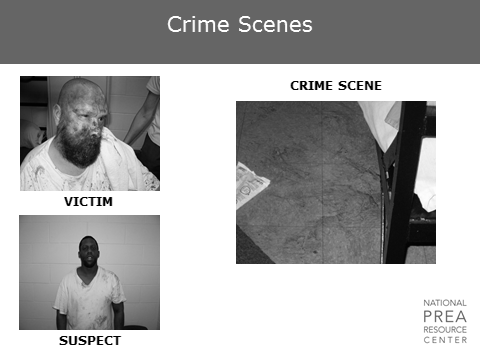 Crime Scenes
CRIME SCENE
VICTIM
SUSPECT
NATIONAL
PREA
RESOURCE
CENTER